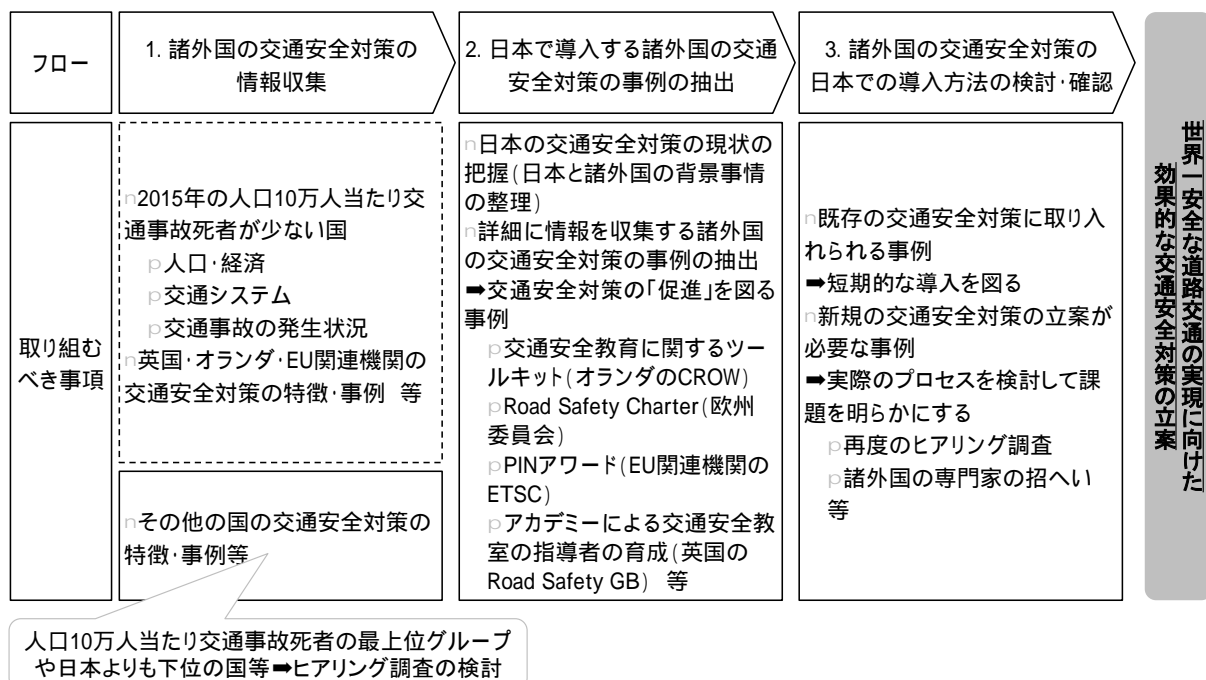 フロー
1. 諸外国の交通安全対策の
情報収集
2. 日本で導入する諸外国の交通
安全対策の事例の抽出
3. 諸外国の交通安全対策の
日本での導入方法の検討･確認
取り組む
べき事項
n2015年の人口10万人当たり交
通事故死者が少ない国
p人口･経済
p交通システム
p交通事故の発生状況
n英国･オランダ･EU関連機関の
交通安全対策の特徴･事例 等
nその他の国の交通安全対策の
特徴･事例等
人口10万人当たり交通事故死者の最上位グループ
や日本よりも下位の国等➡ヒアリング調査の検討
n日本の交通安全対策の現状の
把握(日本と諸外国の背景事情
の整理)
n詳細に情報を収集する諸外国
の交通安全対策の事例の抽出
➡交通安全対策の｢促進｣を図る
事例
p交通安全教育に関するツー
ルキット(オランダのCROW)
pRoad Safety Charter(欧州
委員会)
pPINアワード(EU関連機関の
ETSC)
pアカデミーによる交通安全教
室の指導者の育成(英国の
Road Safety GB) 等
n既存の交通安全対策に取り入
れられる事例
➡短期的な導入を図る
n新規の交通安全対策の立案が
必要な事例
➡実際のプロセスを検討して課
題を明らかにする
p再度のヒアリング調査
p諸外国の専門家の招へい
等
世界一安全な道路交通の実現に向けた
効果的な交通安全対策の立案